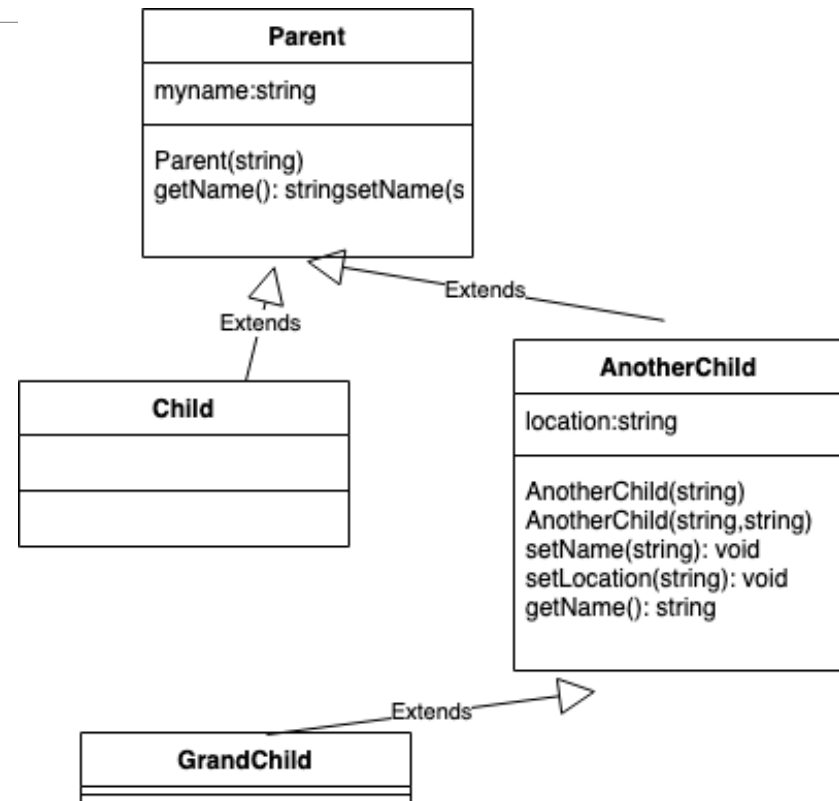 Parent
myname:string
Parent(string)
getName(): stringsetName(s
Extends
Extends
Child
AnotherChild
location:string
AnotherChild(string)
AnotherChild(string,string)
setName(string): void
setLocation(string): void
getName(): string
Extends
GrandChild